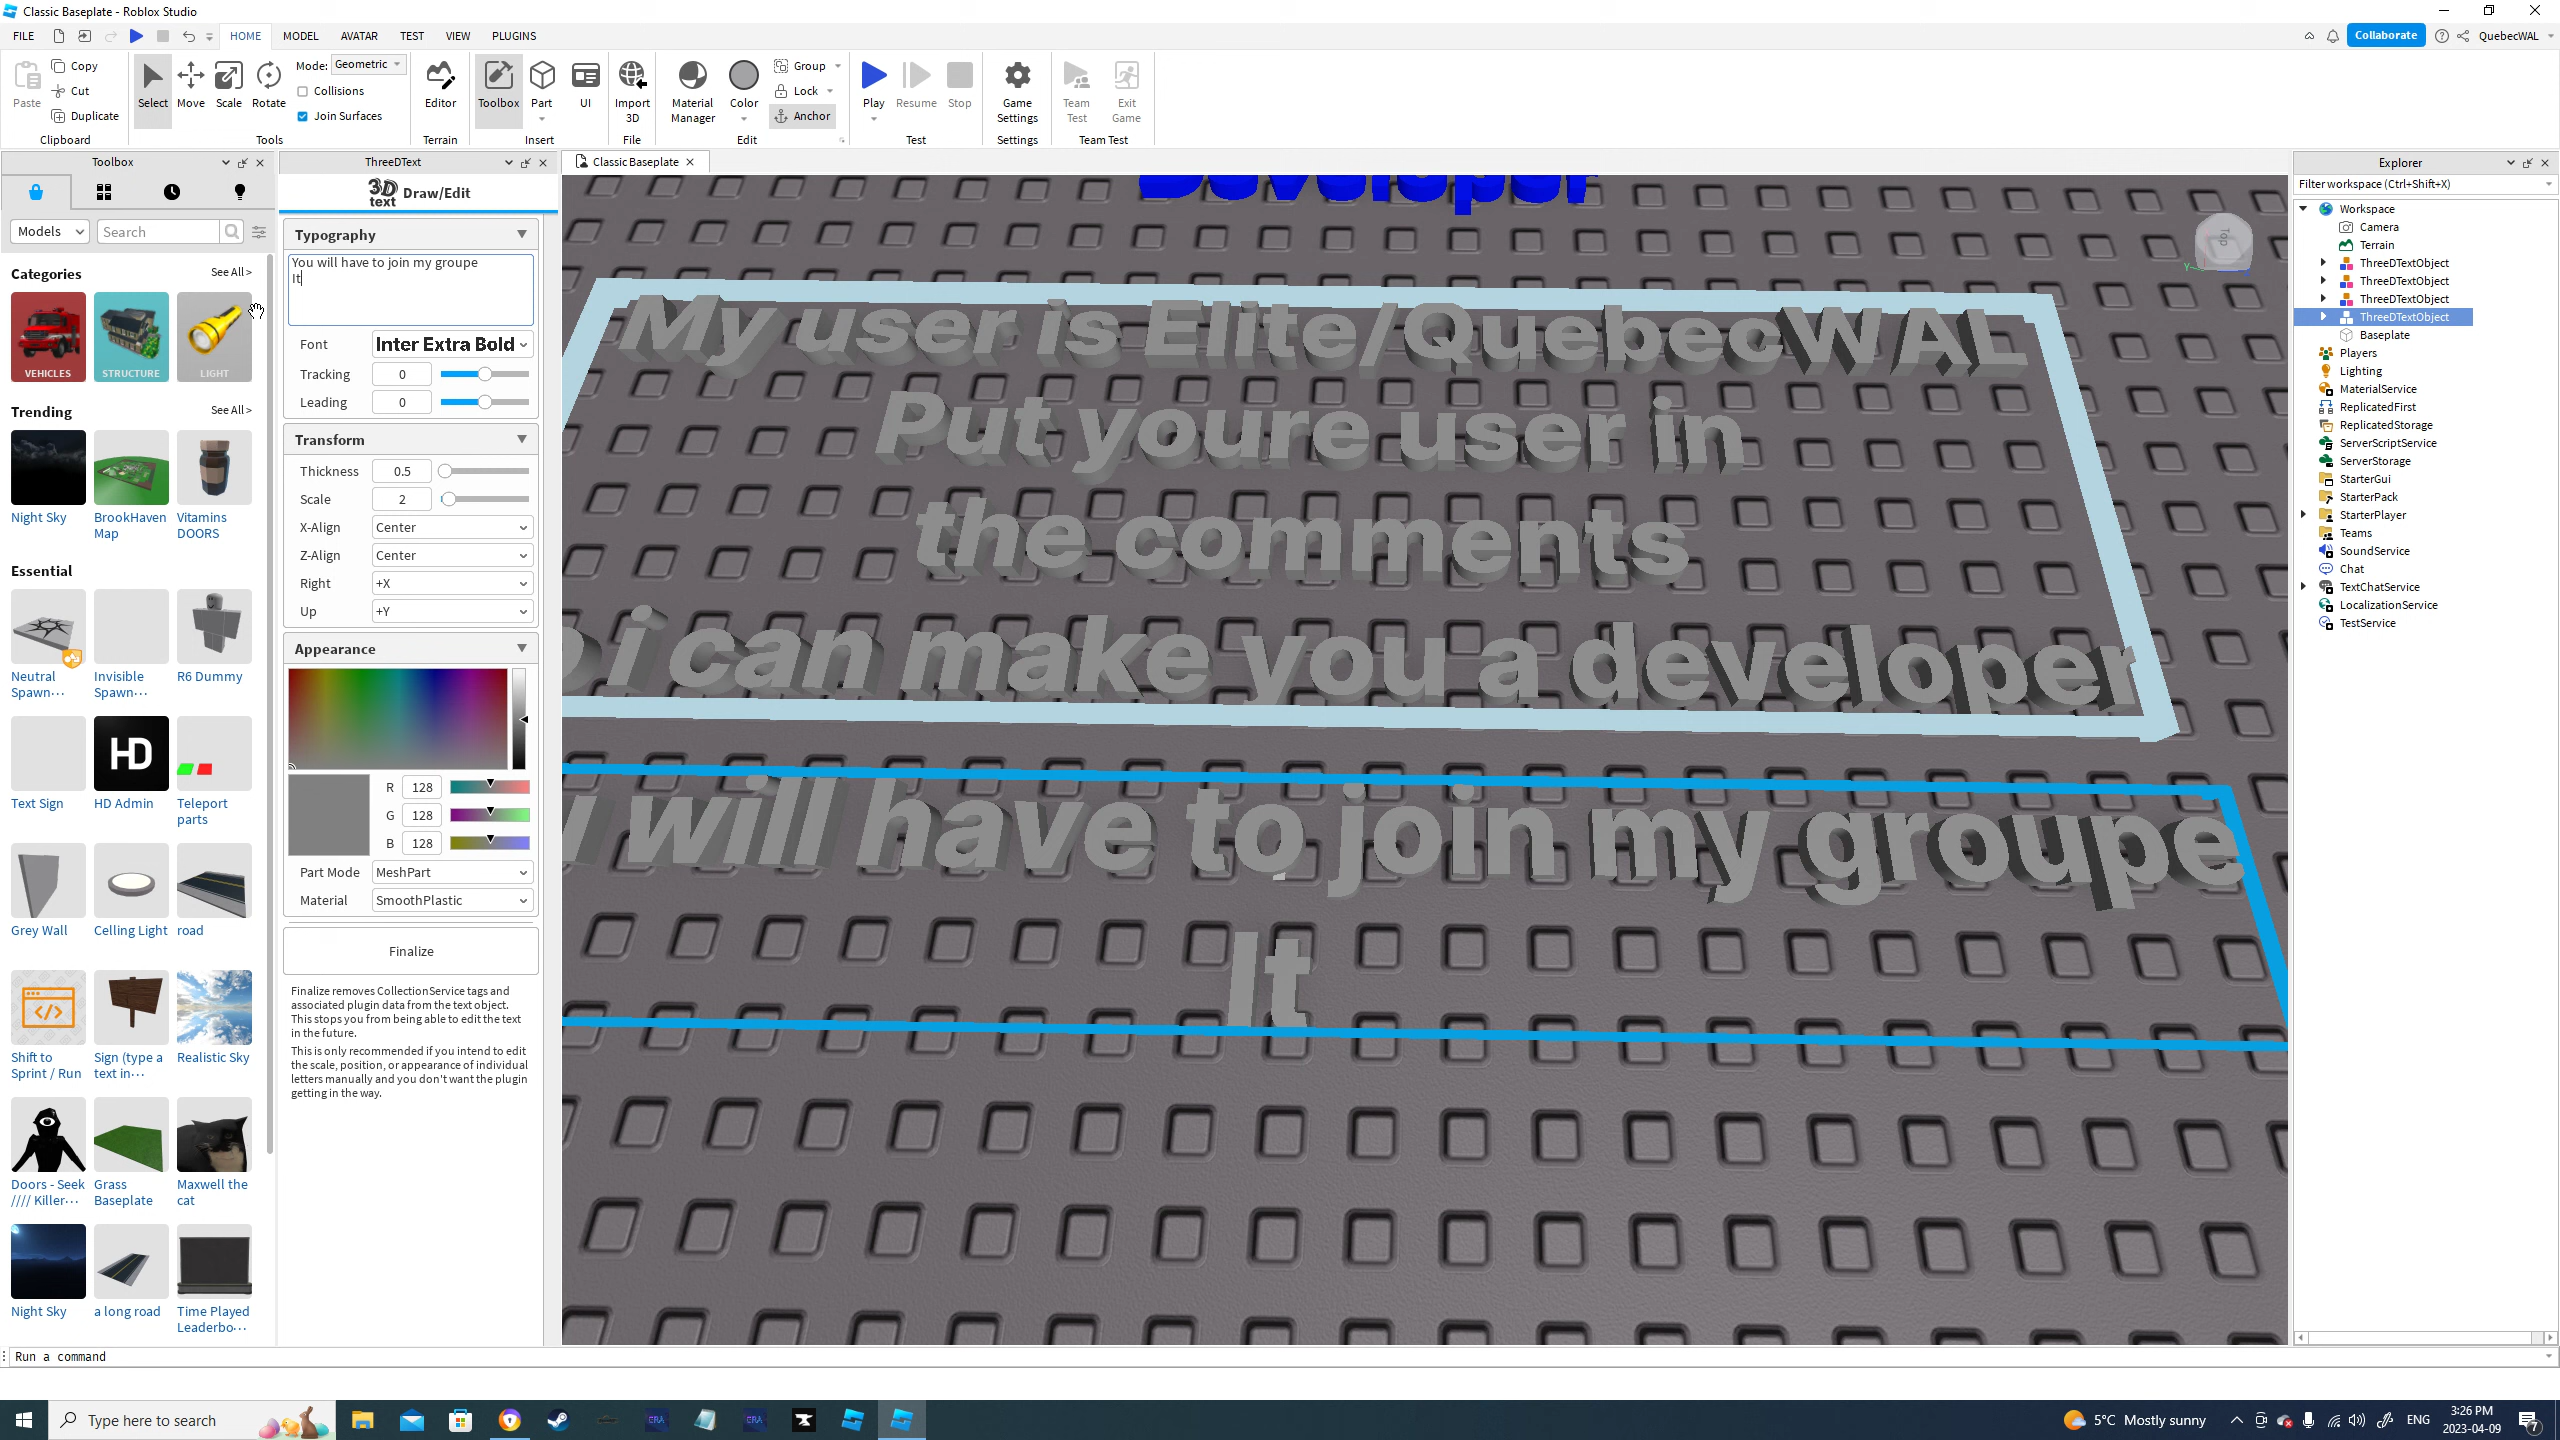 Classic Baseplate - Roblox Studio
FILE HOME MODEL AVATAR TEST VIEW PLUGINS Collaborate QuebecWAL
Paste Copy Cut Duplicate Clipboard
Select Move Scale Rotate Mode: Geometric Collisions Join Surfaces Tools
Editor Terrain
Toolbox Part UI Insert
Import 3D File
Material Manager Color Group Lock Anchor Edit
Play Resume Stop Test
Game Settings Settings
Team Test Exit Game Team Test
Toolbox
Models Search
Categories See All >
VEHICLES STRUCTURE LIGHT
Trending See All >
Night Sky BrookHaven Map Vitamins DOORS
Essential
Neutral Spawn··· Invisible Spawn··· R6 Dummy
HD
Text Sign HD Admin Teleport parts
Grey Wall Celling Light road
Shift to Sprint / Run Sign (type a text in··· Realistic Sky
Doors - Seek //// Killer··· Grass Baseplate Maxwell the cat
Night Sky a long road Time Played Leaderbo···
ThreeDText
3D text Draw/Edit
Typography
You will have to join my groupe
It
Font Inter Extra Bold
Tracking 0
Leading 0
Transform
Thickness 0.5
Scale 2
X-Align Center
Z-Align Center
Right +X
Up +Y
Appearance
R 128
G 128
B 128
Part Mode MeshPart
Material SmoothPlastic
Finalize
Finalize removes CollectionService tags and
associated plugin data from the text object.
This stops you from being able to edit the text
in the future.
This is only recommended if you intend to edit
the scale, position, or appearance of individual
letters manually and you don't want the plugin
getting in the way.
Classic Baseplate
Developer
My user is Elite/QuebecWAL
Put youre user in
the comments
i can make you a developer
will have to join my groupe
It
Top
Y
Explorer
Filter workspace (Ctrl+Shift+X)
Workspace
Camera
Terrain
ThreeDTextObject
ThreeDTextObject
ThreeDTextObject
ThreeDTextObject
Baseplate
Players
Lighting
MaterialService
ReplicatedFirst
ReplicatedStorage
ServerScriptService
ServerStorage
StarterGui
StarterPack
StarterPlayer
Teams
SoundService
Chat
TextChatService
LocalizationService
TestService
Run a command
Type here to search
5°C Mostly sunny ENG
3:26 PM
2023-04-09
7